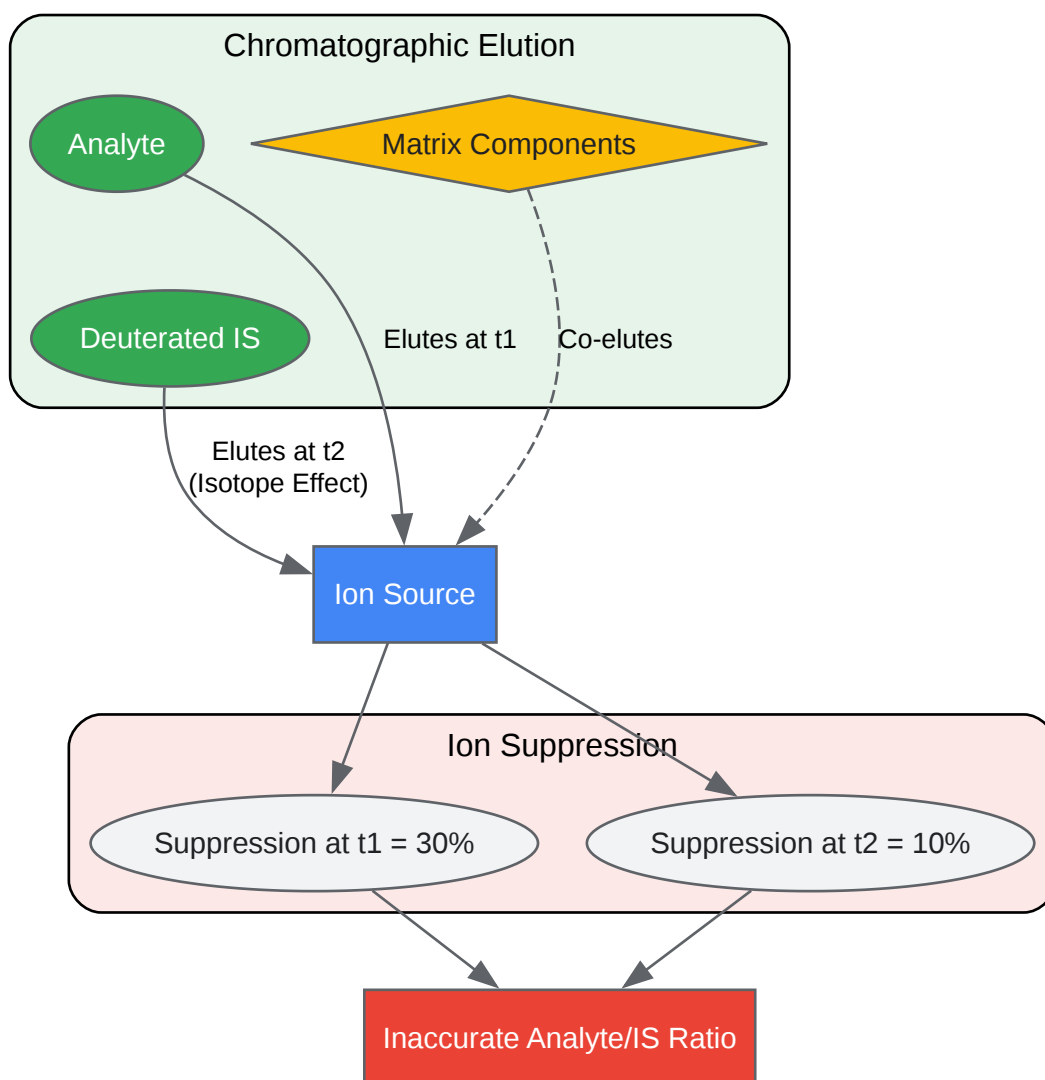 Chromatographic Elution
Analyte
Matrix Components
Deuterated IS
Elutes at t1
Co-elutes
Elutes at t2
(Isotope Effect)
Ion Source
Ion Suppression
Suppression at t1 = 30%
Suppression at t2 = 10%
Inaccurate Analyte/IS Ratio